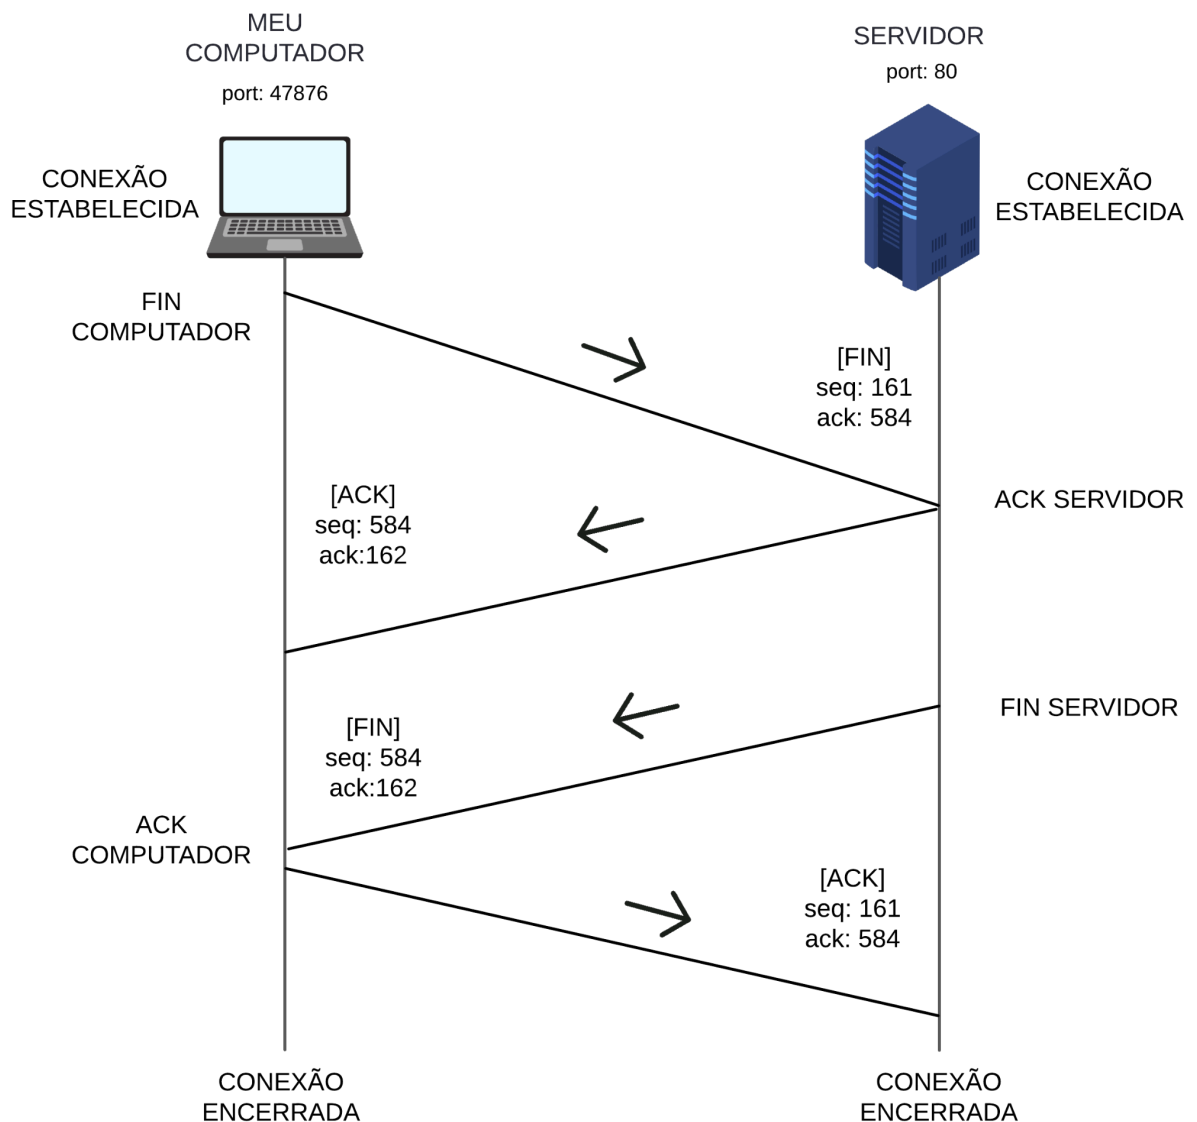 MEU
COMPUTADOR
port: 47876
SERVIDOR
port: 80
CONEXÃO
ESTABELECIDA
CONEXÃO
ESTABELECIDA
FIN
COMPUTADOR
[FIN]
seq: 161
ack: 584
[ACK]
seq: 584
ack:162
ACK SERVIDOR
FIN SERVIDOR
[FIN]
seq: 584
ack:162
ACK
COMPUTADOR
[ACK]
seq: 161
ack: 584
CONEXÃO
ENCERRADA
CONEXÃO
ENCERRADA